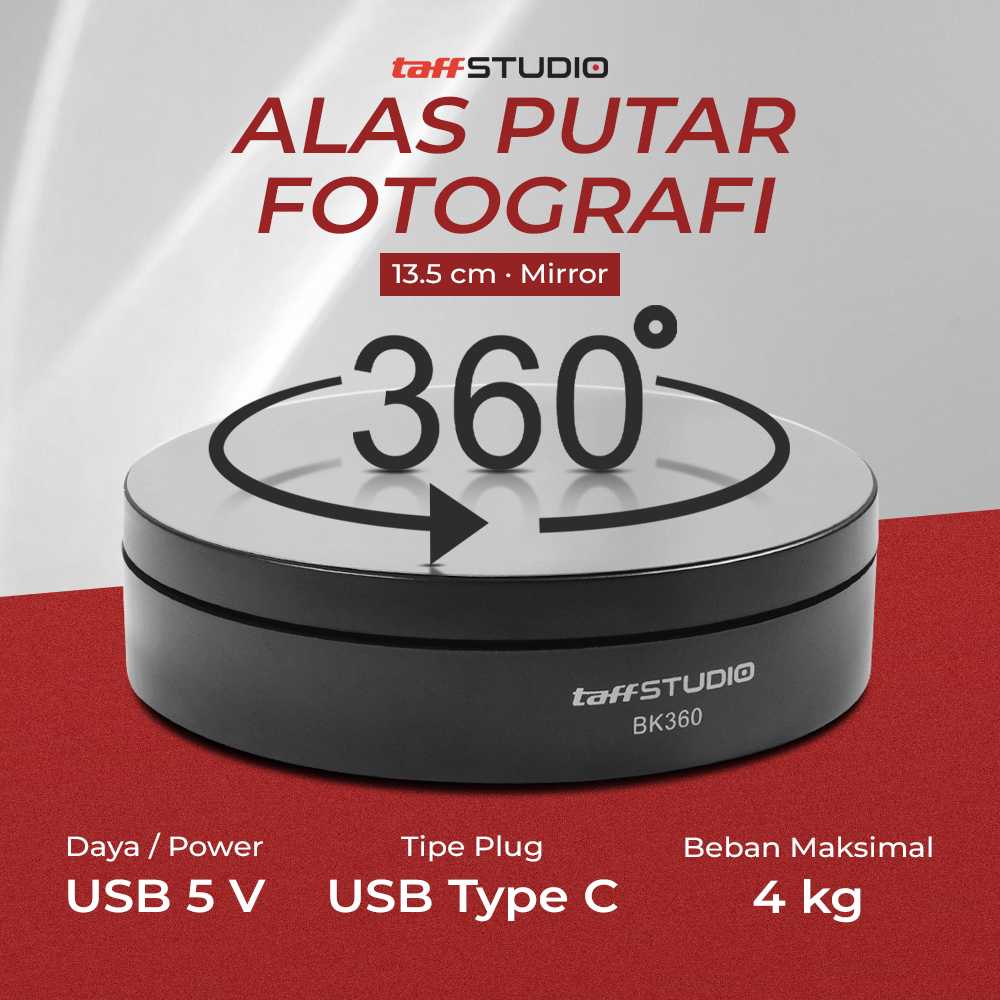 taffSTUDIO
ALAS PUTAR
FOTOGRAFI
13.5 cm · Mirror
360°
taffSTUDIO
BK360
Daya / Power
USB 5 V
Tipe Plug
USB Type C
Beban Maksimal
4 kg